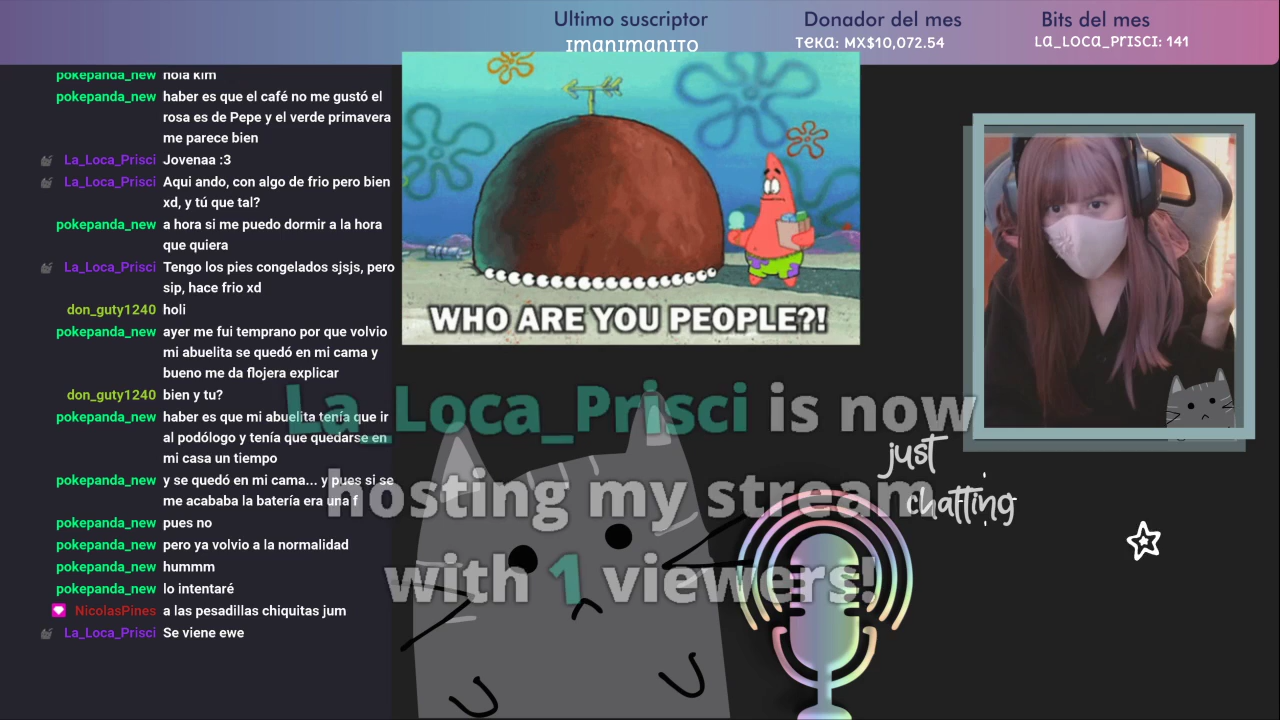 Ultimo suscriptor
Donador del mes
Bits del mes
Imanimanito
Teka: MX$10,072.54
La_Loca_Prisci: 141
pokepanda_new hola kim
pokepanda_new haber es que el café no me gustó el
rosa es de Pepe y el verde primavera
me parece bien
La_Loca_Prisci Jovenaa :3
La_Loca_Prisci Aqui ando, con algo de frio pero bien
xd, y tú que tal?
pokepanda_new a hora si me puedo dormir a la hora
que quiera
La_Loca_Prisci Tengo los pies congelados sjsjs, pero
sip, hace frio xd
don_guty1240 holi
pokepanda_new ayer me fui temprano por que volvio
mi abuelita se quedó en mi cama y
bueno me da flojera explicar
don_guty1240 bien y tu?
pokepanda_new haber es que mi abuelita tenía que ir
al podólogo y tenía que quedarse en
mi casa un tiempo
pokepanda_new y se quedó en mi cama... y pues si se
me acababa la batería era una f
pokepanda_new pues no
pokepanda_new pero ya volvio a la normalidad
pokepanda_new hummm
pokepanda_new lo intentaré
NicolasPines a las pesadillas chiquitas jum
La_Loca_Prisci Se viene ewe
WHO ARE YOU PEOPLE?!
La_Loca_Prisci is now
hosting my stream
with 1 viewers!
just
chatting